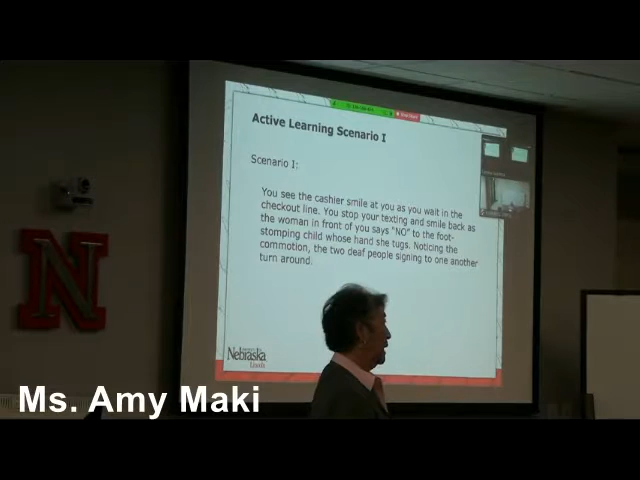 Active Learning Scenario I
Scenario I:
You see the cashier smile at you as you wait in the
checkout line. You stop your texting and smile back as
the woman in front of you says "NO" to the foot-
stomping child whose hand she tugs. Noticing the
commotion, the two deaf people signing to one another
turn around.
N
Nebraska
Lincoln
Ms. Amy Maki